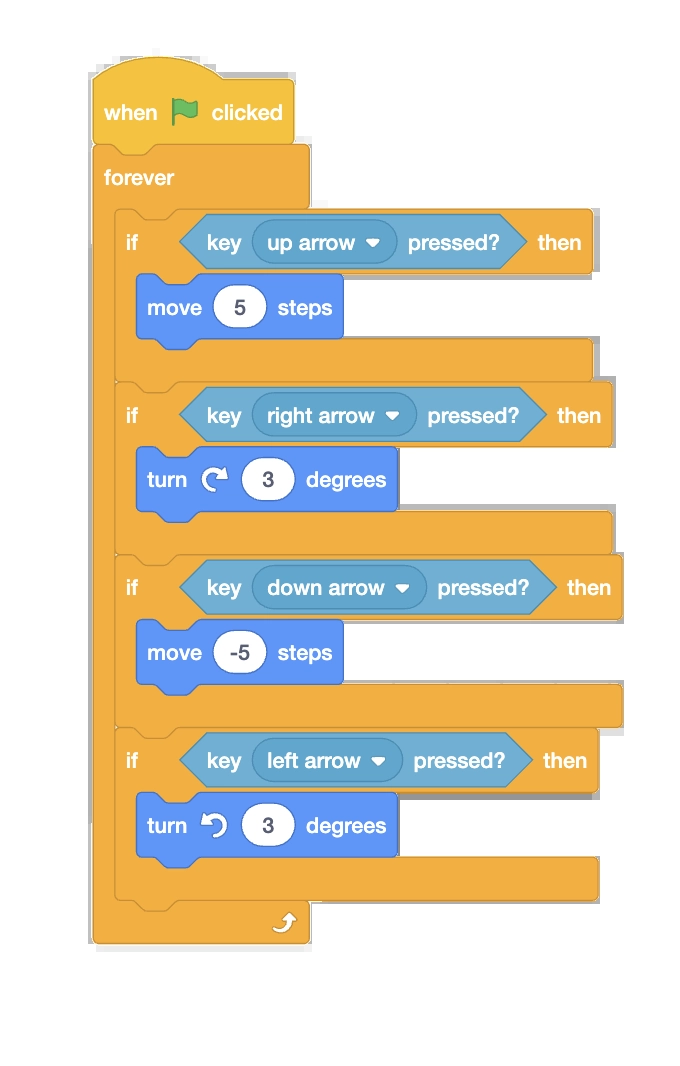 when clicked
forever
if key up arrow pressed? then
move 5 steps
if key right arrow pressed? then
turn 3 degrees
if key down arrow pressed? then
move -5 steps
if key left arrow pressed? then
turn 3 degrees